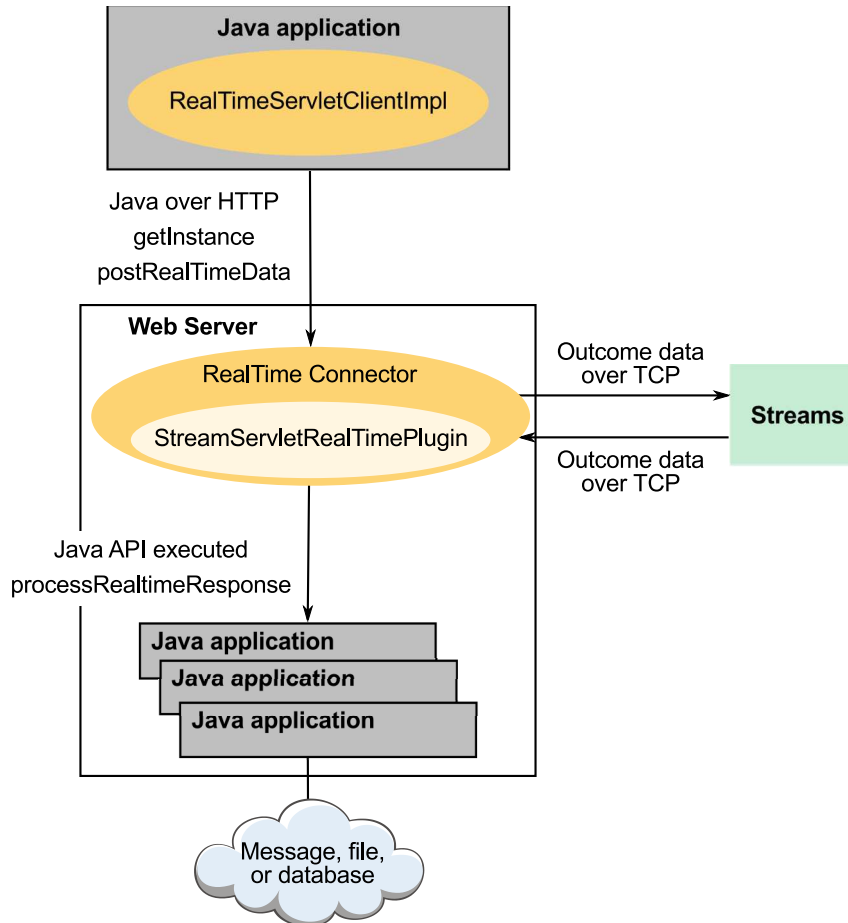 Java application
RealTimeServletClientImpl
Java over HTTP
getInstance
postRealTimeData
Web Server
RealTime Connector
StreamServletRealTimePlugin
Outcome data
over TCP
Streams
Outcome data
over TCP
Java API executed
processRealtimeResponse
Java application
Java application
Java application
Message, file,
or database